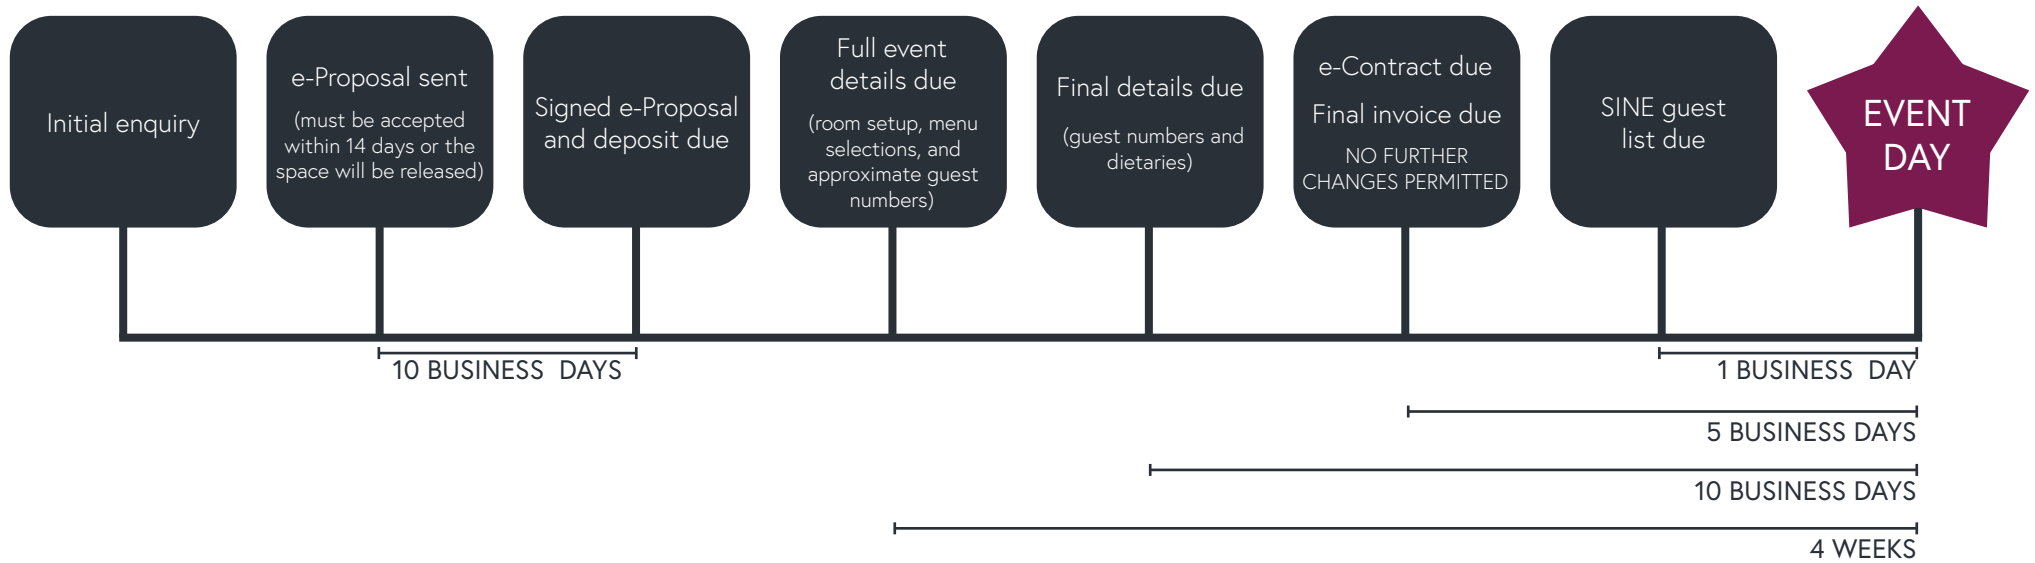 Initial enquiry
e-Proposal sent
(must be accepted
within 14 days or the
space will be released)
Signed e-Proposal
and deposit due
Full event
details due
(room setup, menu
selections, and
approximate guest
numbers)
Final details due
(guest numbers and
dietaries)
e-Contract due
Final invoice due
NO FURTHER
CHANGES PERMITTED
SINE guest
list due
EVENT
DAY
10 BUSINESS DAYS
1 BUSINESS DAY
5 BUSINESS DAYS
10 BUSINESS DAYS
4 WEEKS